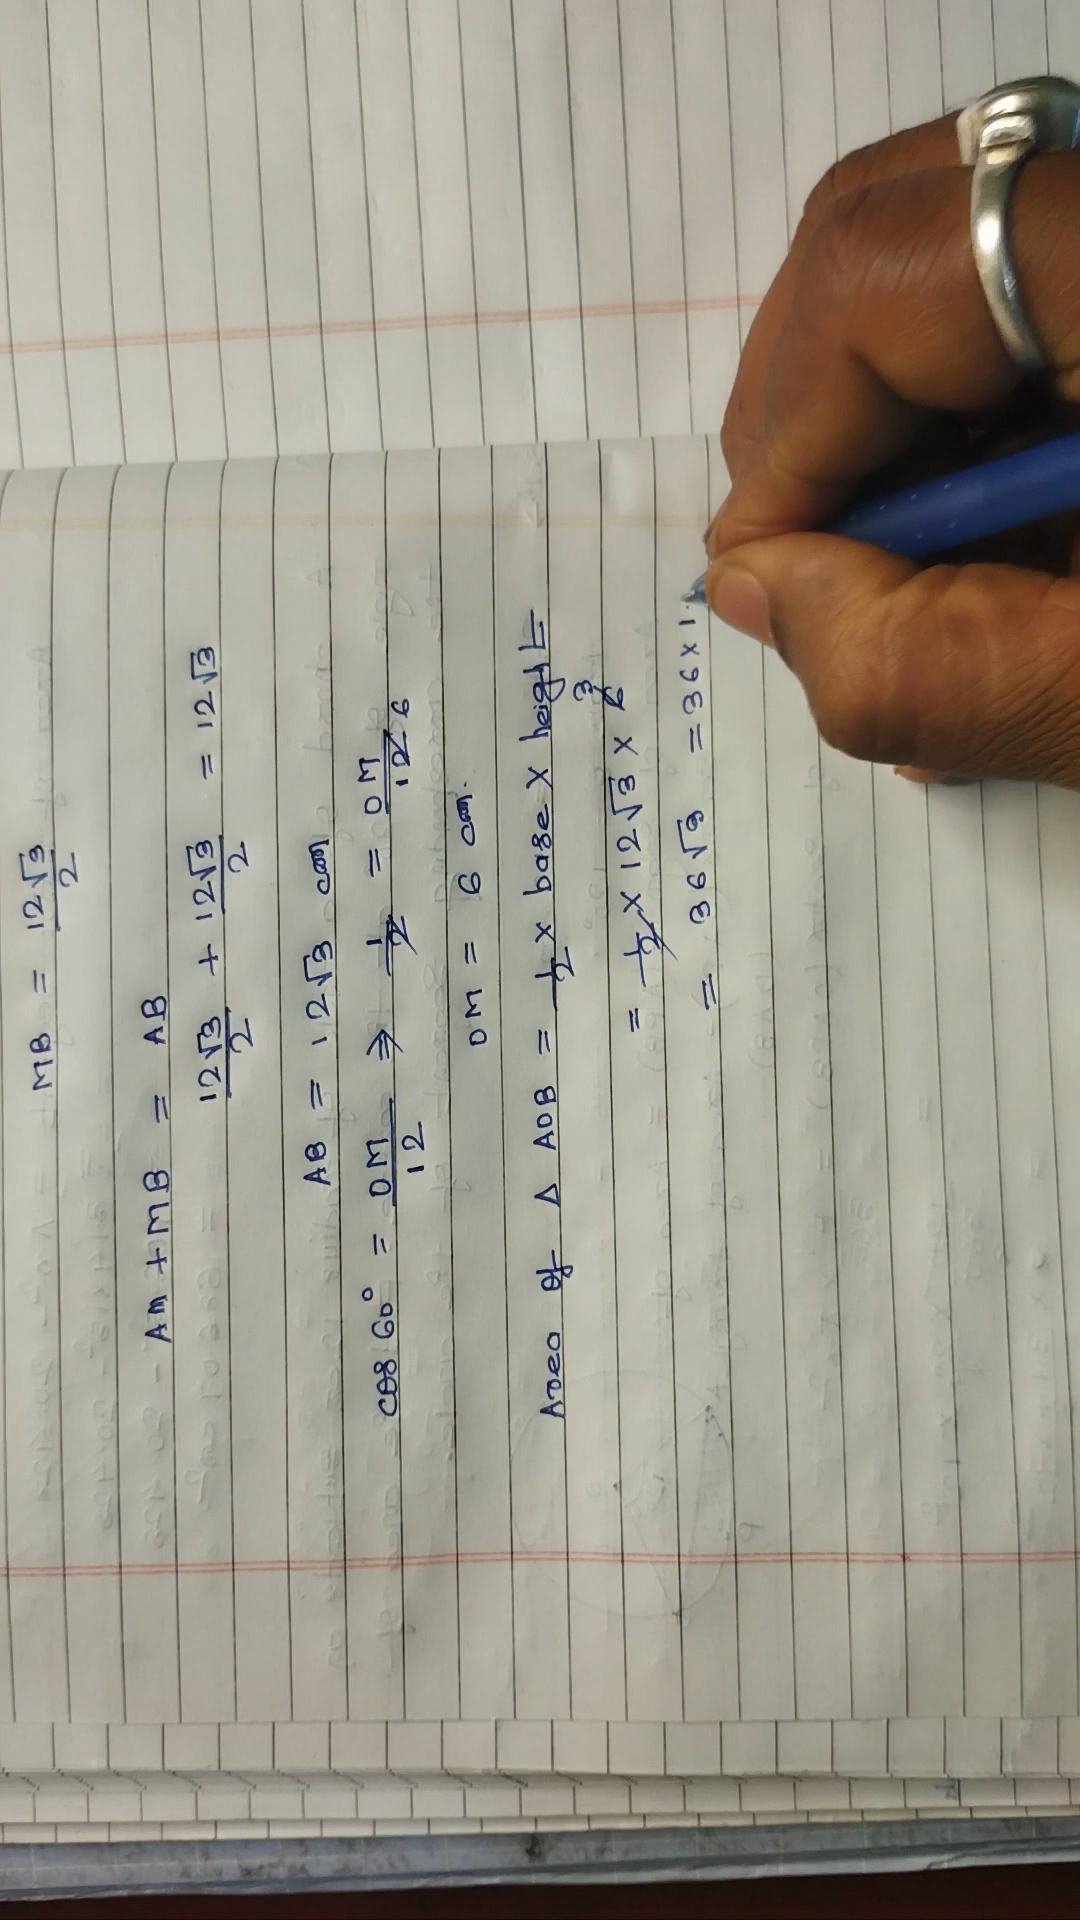 MB = 12√3/2
AM + MB = AB
12√3/2 + 12√3/2 = 12√3
AB = 12√3 cm
cos 60° = OM/12 ⇒ 1/2 = OM/12 6
OM = 6 cm.
Area of Δ AOB = 1/2 × base × height
= 1/2 × 12√3 × 6 3
= 36√3 = 36 × 1.